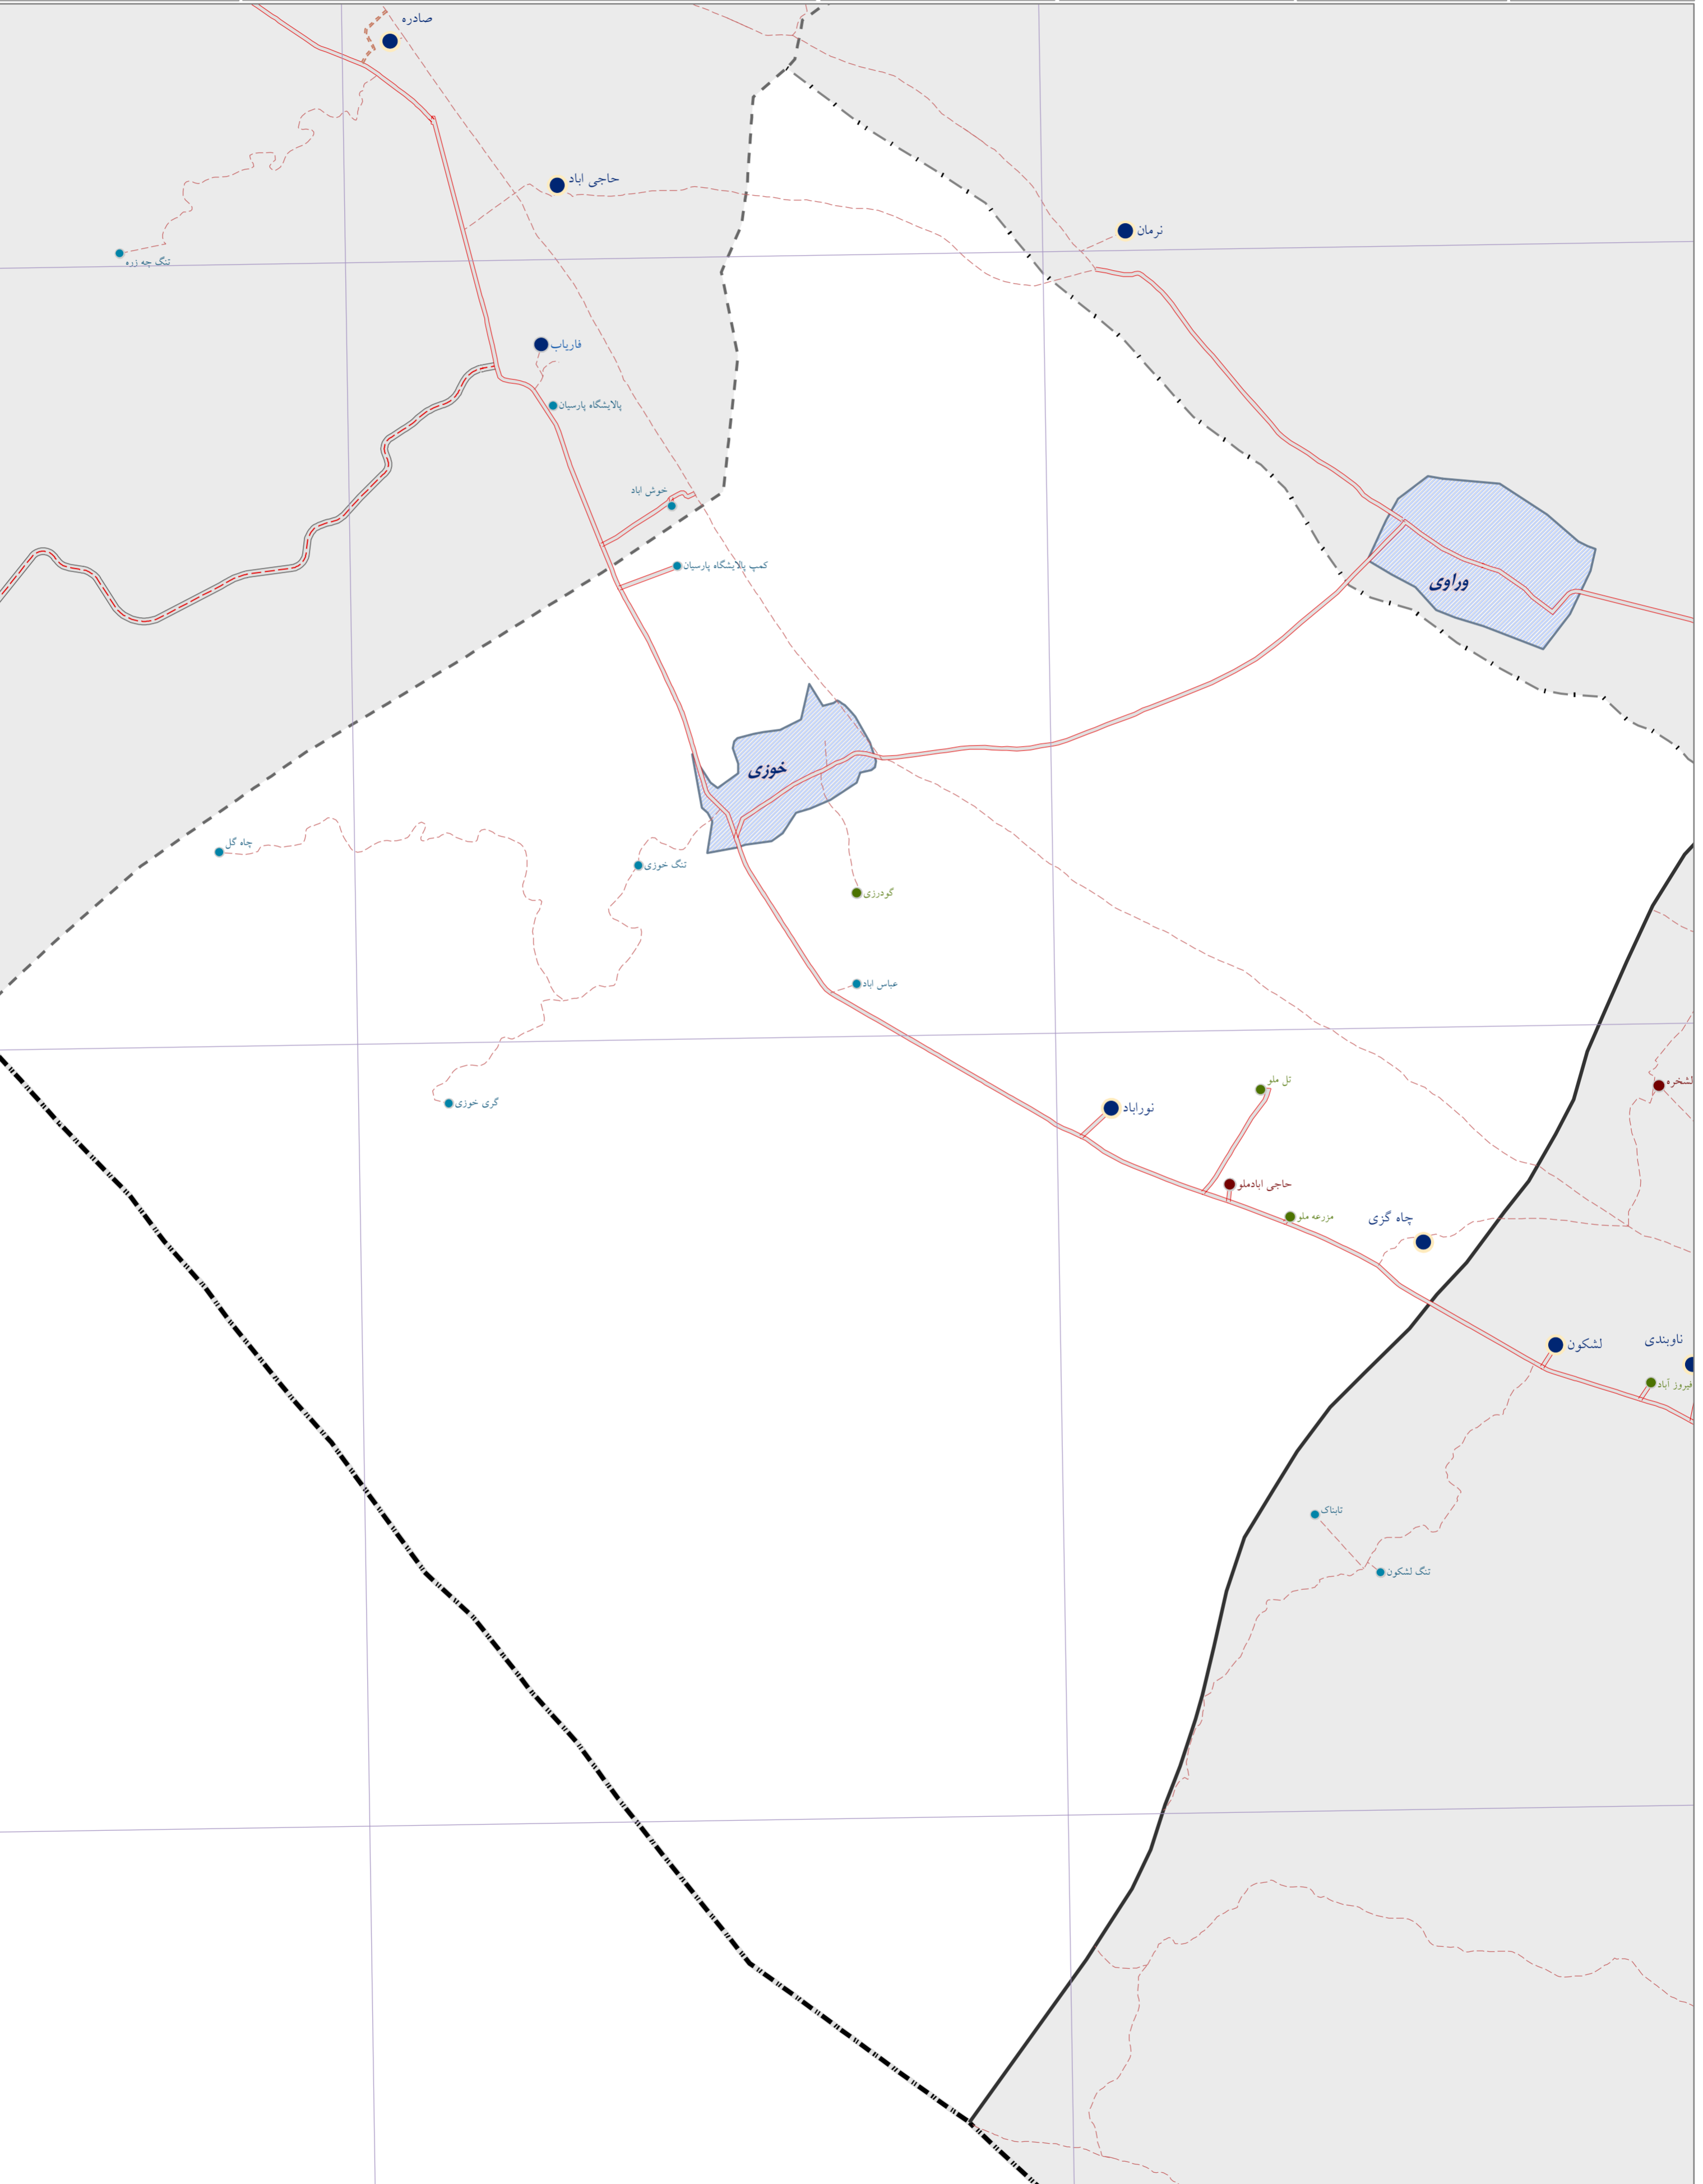 صادره
حاجی اباد
نرمان
تنگ چه زره
فاریاب
پالایشگاه پارسیان
خوش اباد
کمپ پالایشگاه پارسیان
وراوی
خوزی
چاه گل
تنگ خوزی
گودرزی
عباس اباد
تل ملو
لشخره
گری خوزی
نوراباد
حاجی ابادملو
مزرعه ملو
چاه گزی
لشکون
ناوبندی
فیروز آباد
تابناک
تنگ لشکون